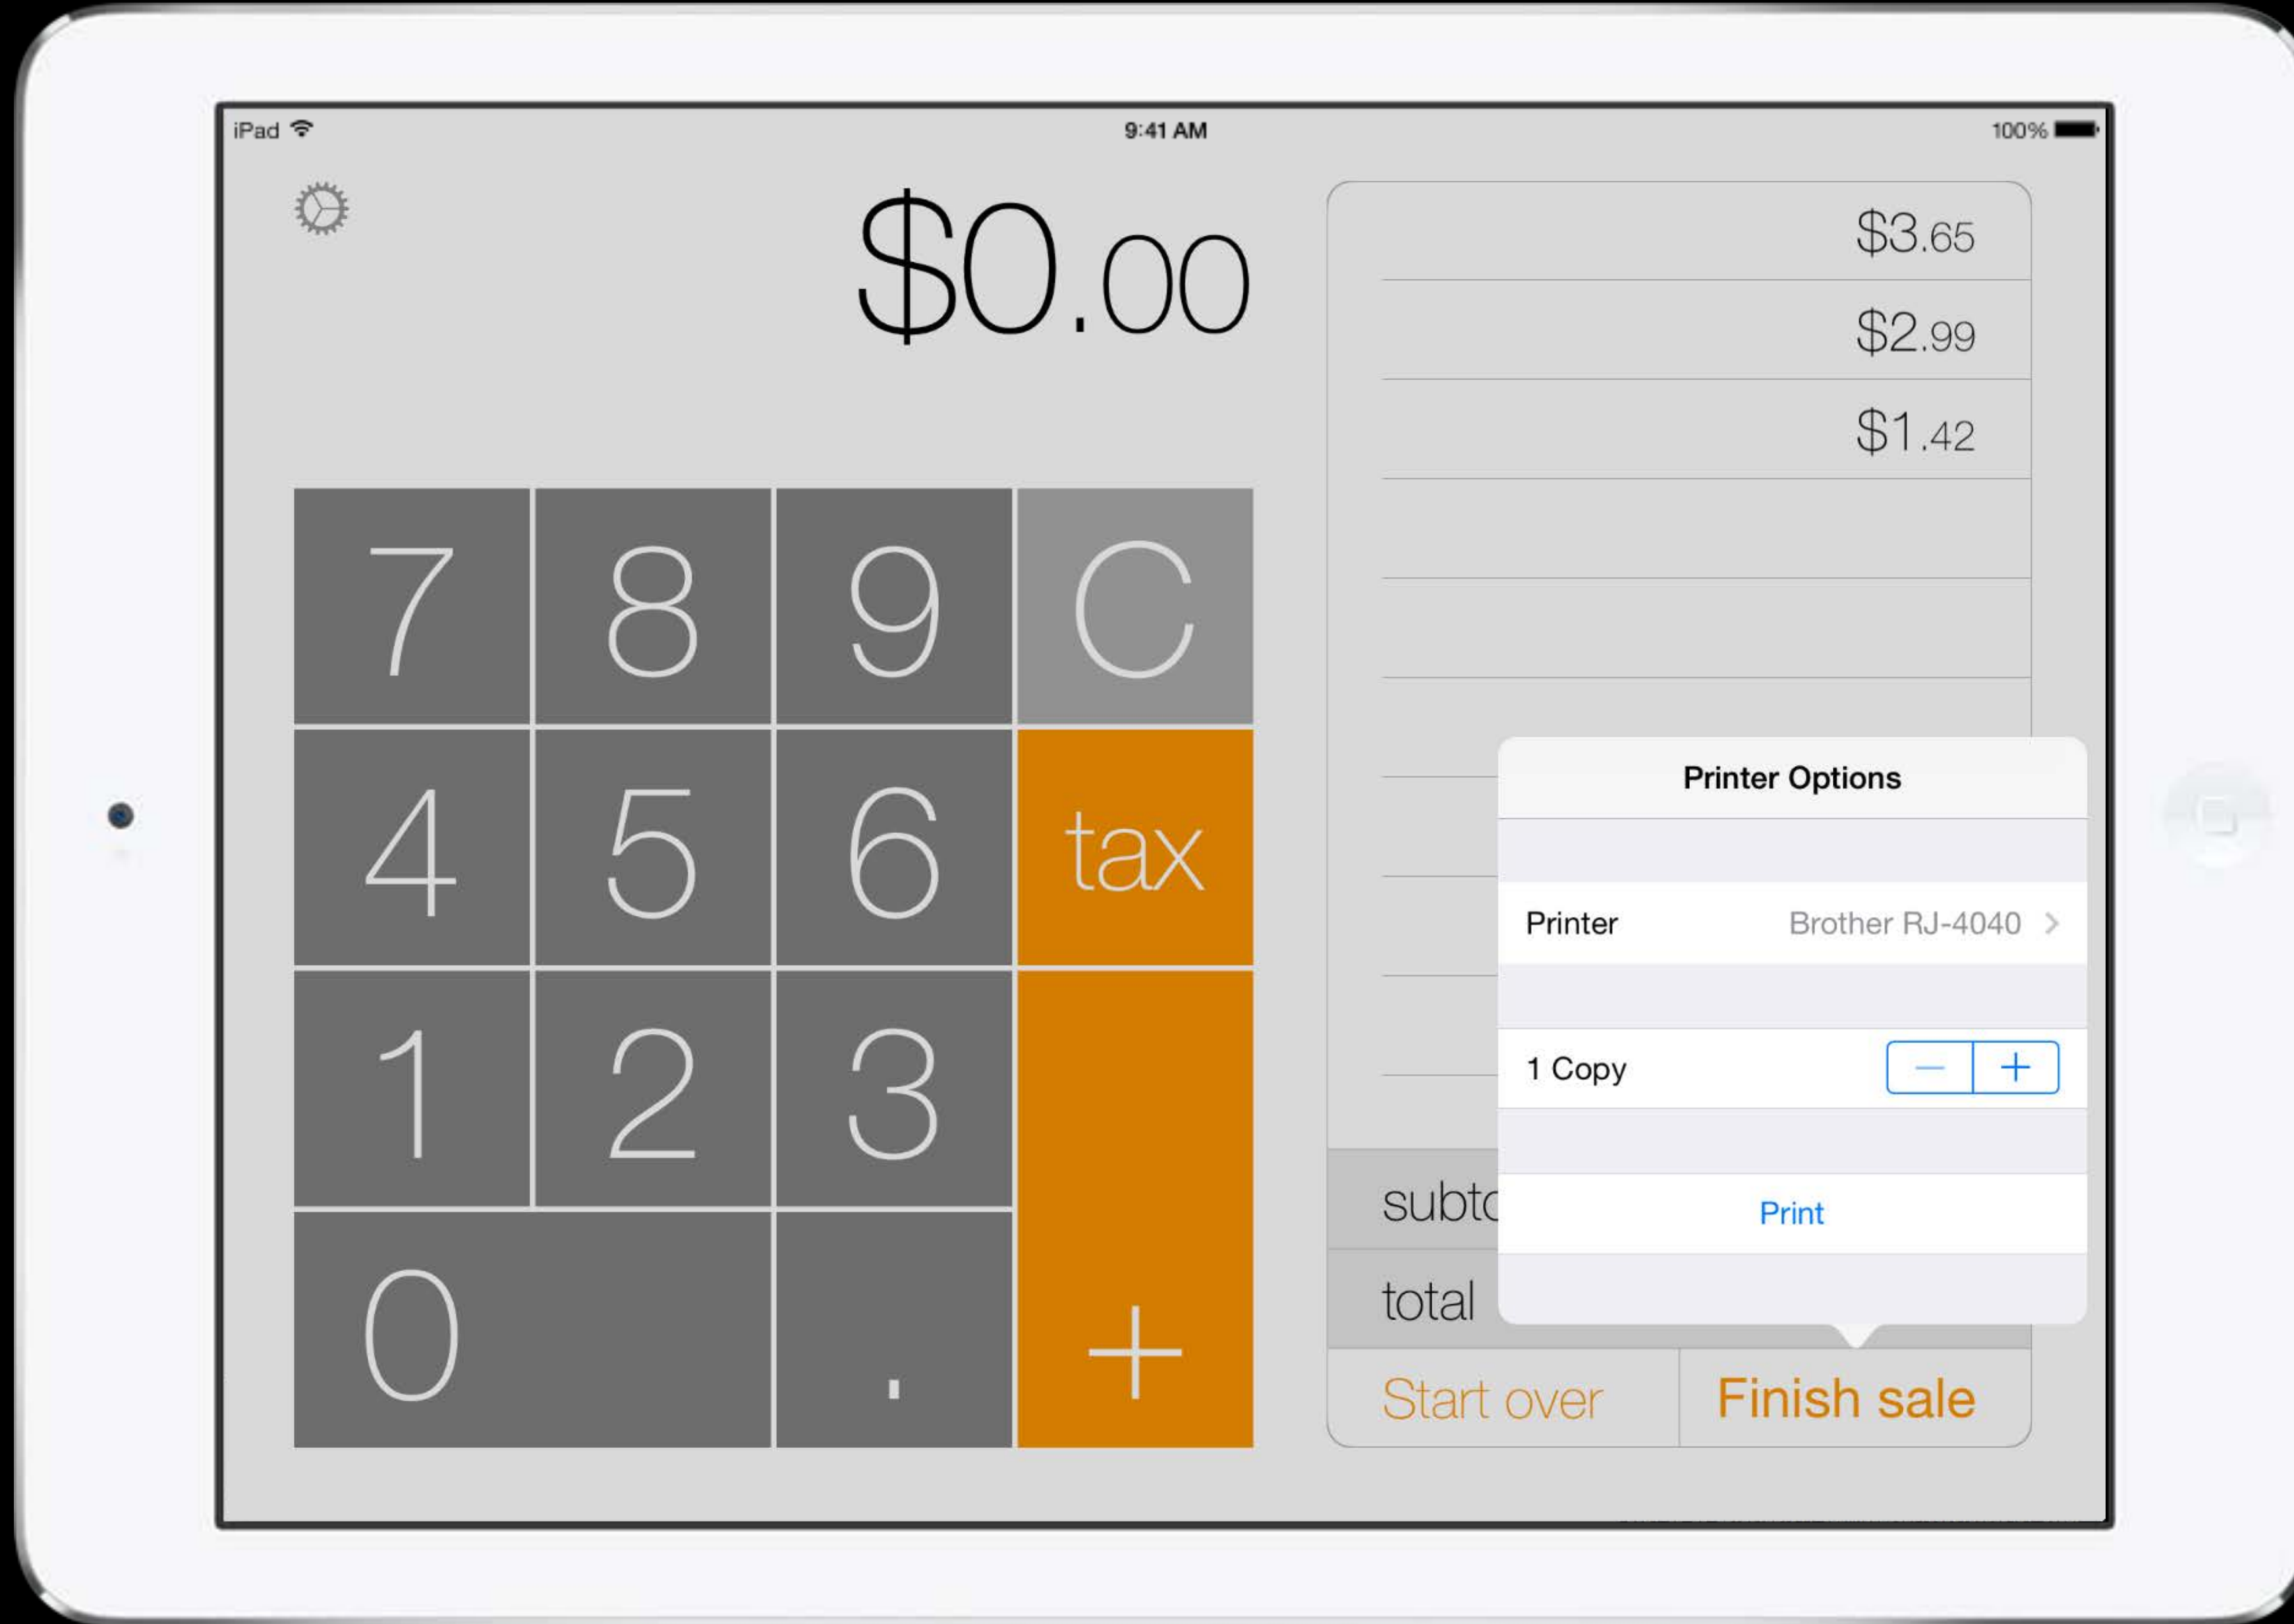 iPad
9:41 AM
100%
$0.00
$3.65
$2.99
$1.42
7 8 9 C
4 5 6 tax
1 2 3
0 . +
Printer Options
Printer Brother RJ-4040 >
1 Copy − +
Print
total
Start over
Finish sale